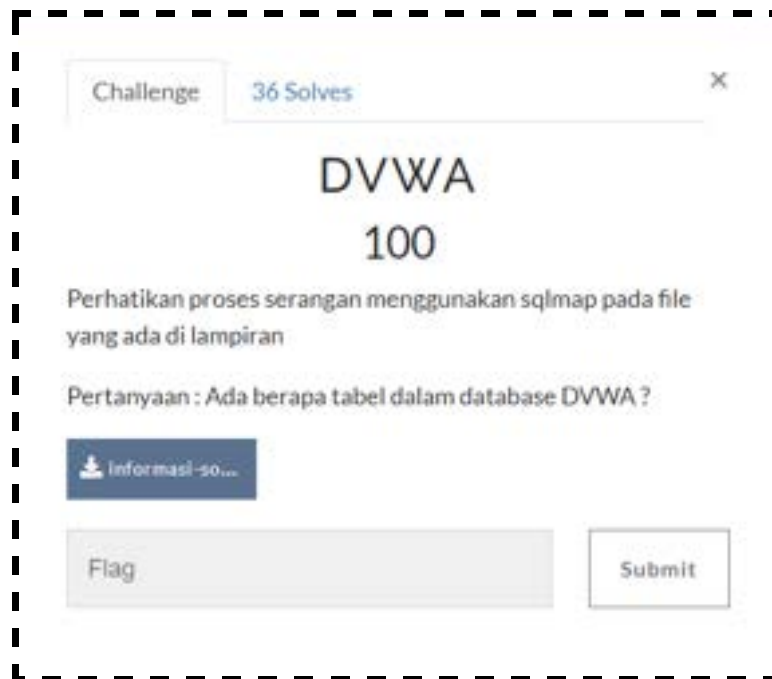 Challenge
36 Solves
×
DVWA
100
Perhatikan proses serangan menggunakan sqlmap pada file
yang ada di lampiran
Pertanyaan : Ada berapa tabel dalam database DVWA ?
Informasi-so...
Flag
Submit